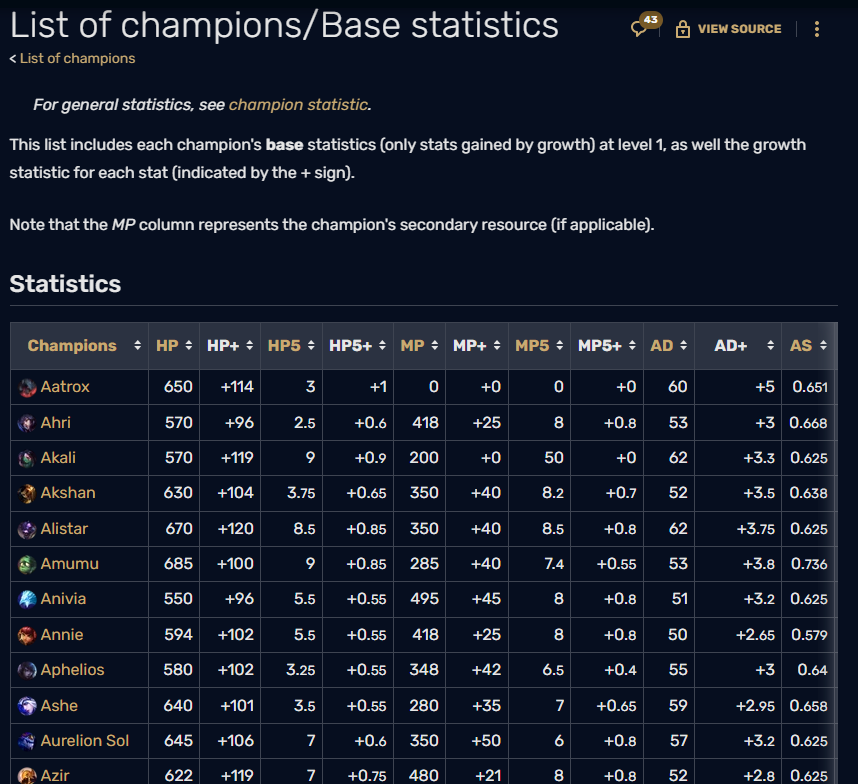 List of champions/Base statistics
43
VIEW SOURCE
< List of champions
For general statistics, see champion statistic.
This list includes each champion's base statistics (only stats gained by growth) at level 1, as well the growth
statistic for each stat (indicated by the + sign).
Note that the MP column represents the champion's secondary resource (if applicable).
Statistics
Champions HP HP+ HP5 HP5+ MP MP+ MP5 MP5+ AD AD+ AS
Aatrox 650 +114 3 +1 0 +0 0 +0 60 +5 0.651
Ahri 570 +96 2.5 +0.6 418 +25 8 +0.8 53 +3 0.668
Akali 570 +119 9 +0.9 200 +0 50 +0 62 +3.3 0.625
Akshan 630 +104 3.75 +0.65 350 +40 8.2 +0.7 52 +3.5 0.638
Alistar 670 +120 8.5 +0.85 350 +40 8.5 +0.8 62 +3.75 0.625
Amumu 685 +100 9 +0.85 285 +40 7.4 +0.55 53 +3.8 0.736
Anivia 550 +96 5.5 +0.55 495 +45 8 +0.8 51 +3.2 0.625
Annie 594 +102 5.5 +0.55 418 +25 8 +0.8 50 +2.65 0.579
Aphelios 580 +102 3.25 +0.55 348 +42 6.5 +0.4 55 +3 0.64
Ashe 640 +101 3.5 +0.55 280 +35 7 +0.65 59 +2.95 0.658
Aurelion Sol 645 +106 7 +0.6 350 +50 6 +0.8 57 +3.2 0.625
Azir 622 +119 7 +0.75 480 +21 8 +0.8 52 +2.8 0.625